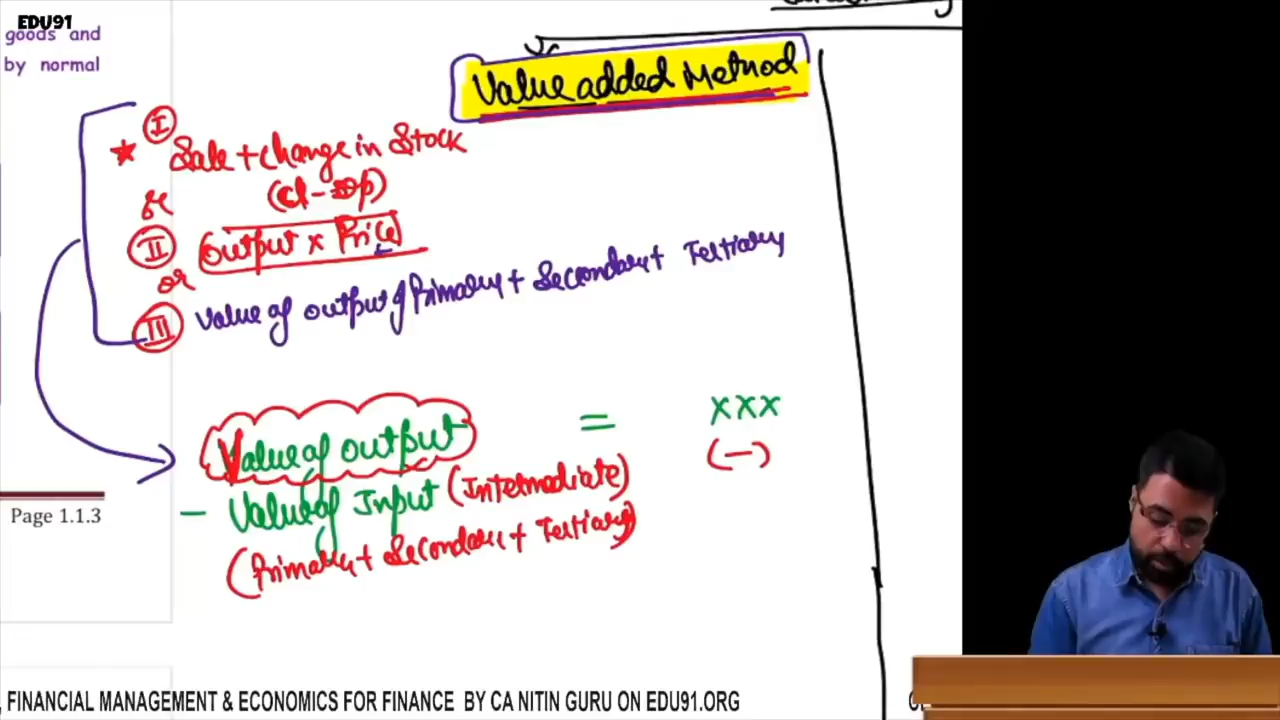 EDU91
goods and
by normal
Value added Method
I
★ Sale + change in Stock
or (cl - op)
II Output x Price
or
III Value of output of Primary + Secondary + Tertiary
Value of output = xxx
- Value of Input (Intermediate) (-)
(Primary + Secondary + Tertiary)
Page 1.1.3
, FINANCIAL MANAGEMENT & ECONOMICS FOR FINANCE BY CA NITIN GURU ON EDU91.ORG